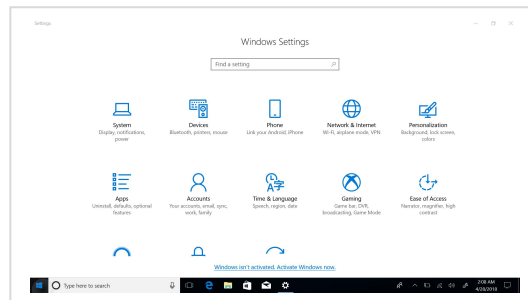 Settings
Windows Settings
Find a setting
System
Display, notifications,
power
Devices
Bluetooth, printers, mouse
Phone
Link your Android, iPhone
Network & Internet
Wi-Fi, airplane mode, VPN
Personalization
Background, lock screen,
colors
Apps
Uninstall, defaults, optional
features
Accounts
Your accounts, email, sync,
work, family
Time & Language
Speech, region, date
Gaming
Game bar, DVR,
broadcasting, Game Mode
Ease of Access
Narrator, magnifier, high
contrast
Windows isn't activated. Activate Windows now.
Type here to search
2:08 AM
4/28/2018